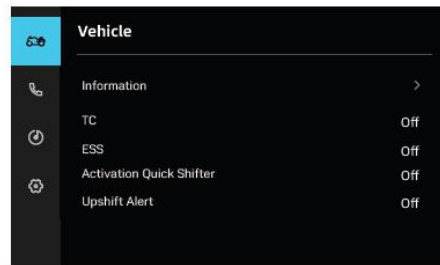 Vehicle
Information
TC Off
ESS Off
Activation Quick Shifter Off
Upshift Alert Off